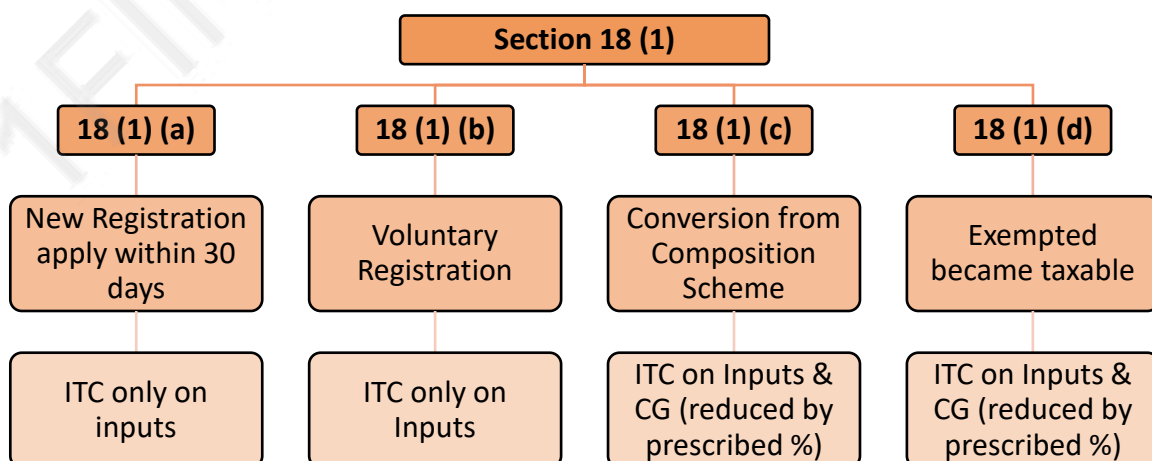 Section 18 (1)
18 (1) (a)
18 (1) (b)
18 (1) (c)
18 (1) (d)
New Registration
apply within 30
days
Voluntary
Registration
Conversion from
Composition
Scheme
Exempted
became taxable
ITC only on
inputs
ITC only on
Inputs
ITC on Inputs &
CG (reduced by
prescribed %)
ITC on Inputs &
CG (reduced by
prescribed %)